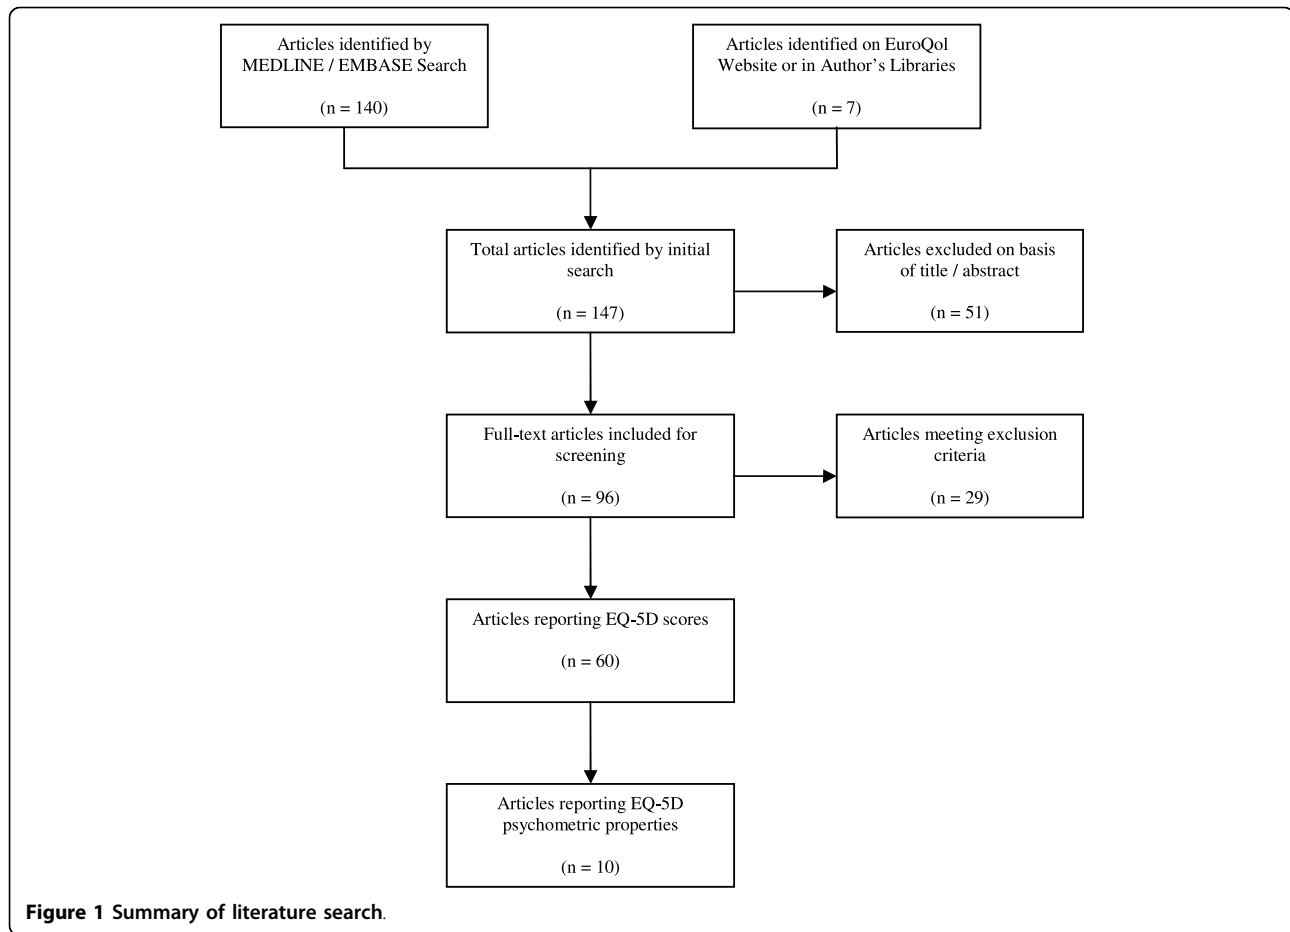 Articles identified by
MEDLINE / EMBASE Search
(n = 140)
Articles identified on EuroQol
Website or in Author's Libraries
(n = 7)
Total articles identified by initial
search
(n = 147)
Articles excluded on basis
of title / abstract
(n = 51)
Full-text articles included for
screening
(n = 96)
Articles meeting exclusion
criteria
(n = 29)
Articles reporting EQ-5D scores
(n = 60)
Articles reporting EQ-5D
psychometric properties
(n = 10)
Figure 1 Summary of literature search.